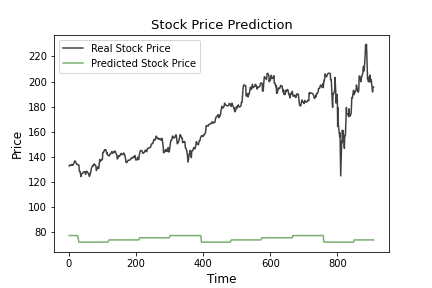 Stock Price Prediction
Real Stock Price
Predicted Stock Price
Price
220
200
180
160
140
120
100
80
0 200 400 600 800
Time